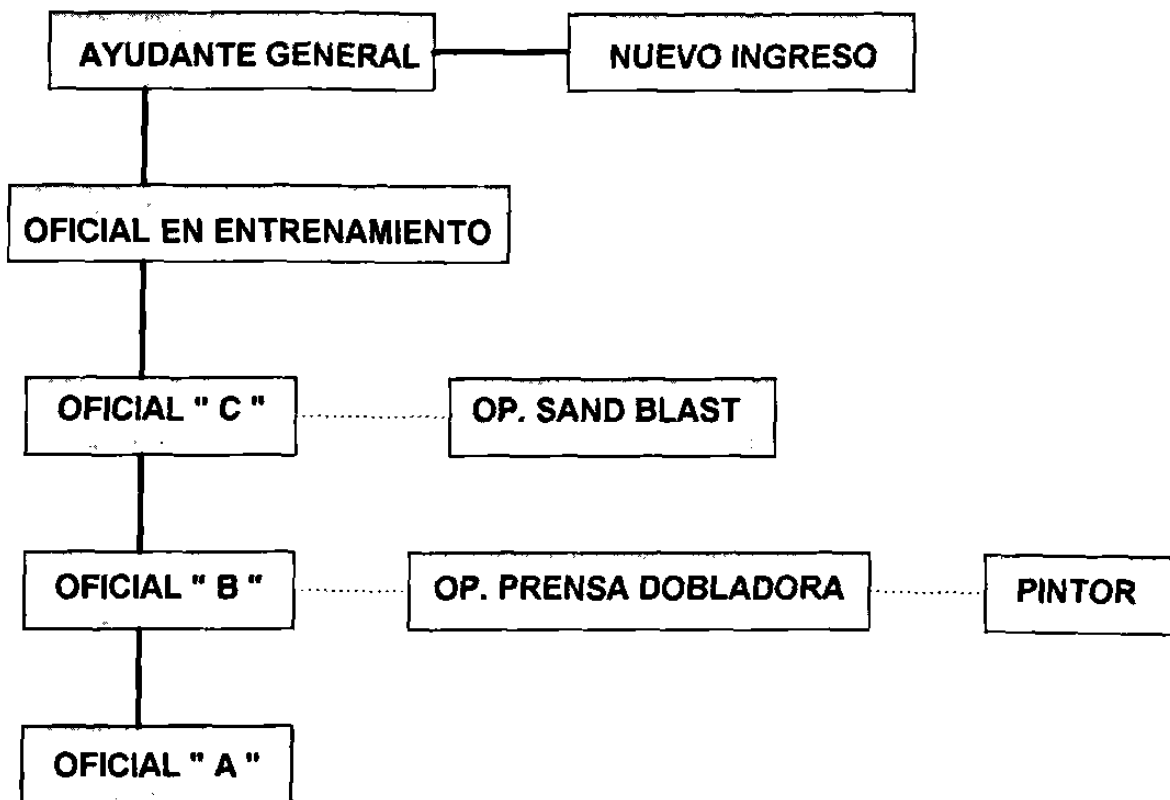 AYUDANTE GENERAL
NUEVO INGRESO
OFICIAL EN ENTRENAMIENTO
OFICIAL " C "
OP. SAND BLAST
OFICIAL " B "
OP. PRENSA DOBLADORA
PINTOR
OFICIAL " A "